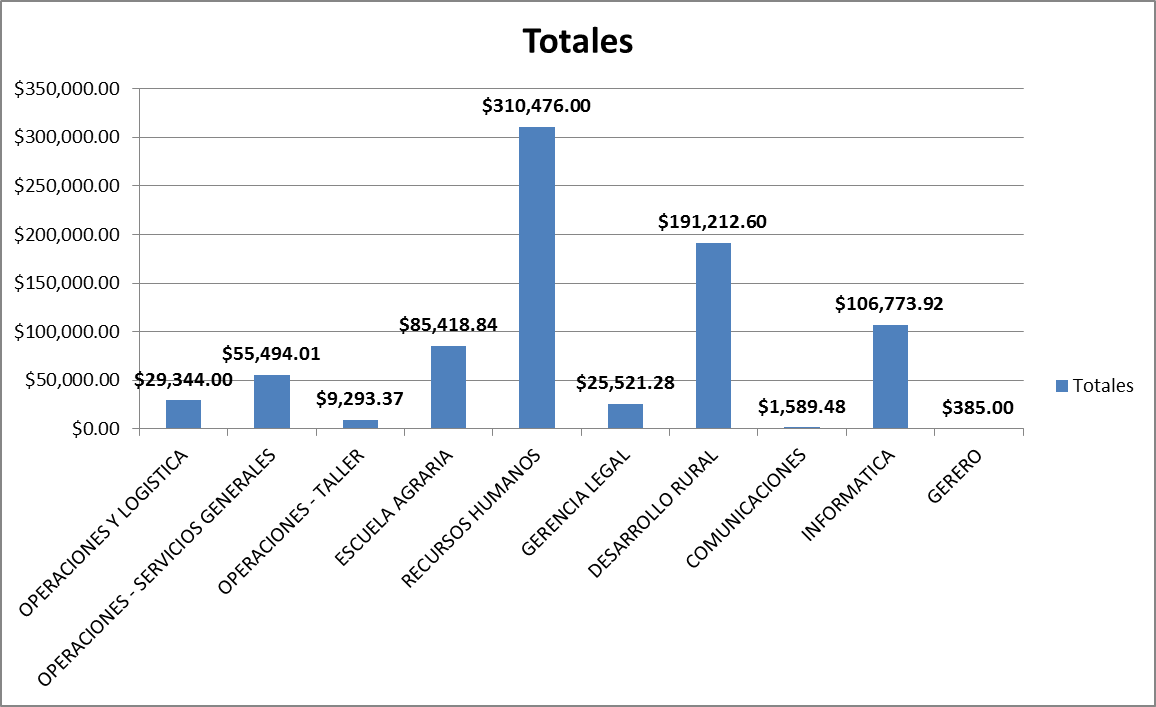 Totales
$350,000.00
$300,000.00
$250,000.00
$200,000.00
$150,000.00
$100,000.00
$50,000.00
$0.00
$29,344.00
$55,494.01
$9,293.37
$85,418.84
$310,476.00
$25,521.28
$191,212.60
$1,589.48
$106,773.92
$385.00
OPERACIONES Y LOGISTICA
OPERACIONES - SERVICIOS GENERALES
OPERACIONES - TALLER
ESCUELA AGRARIA
RECURSOS HUMANOS
GERENCIA LEGAL
DESARROLLO RURAL
COMUNICACIONES
INFORMATICA
GERERO
Totales